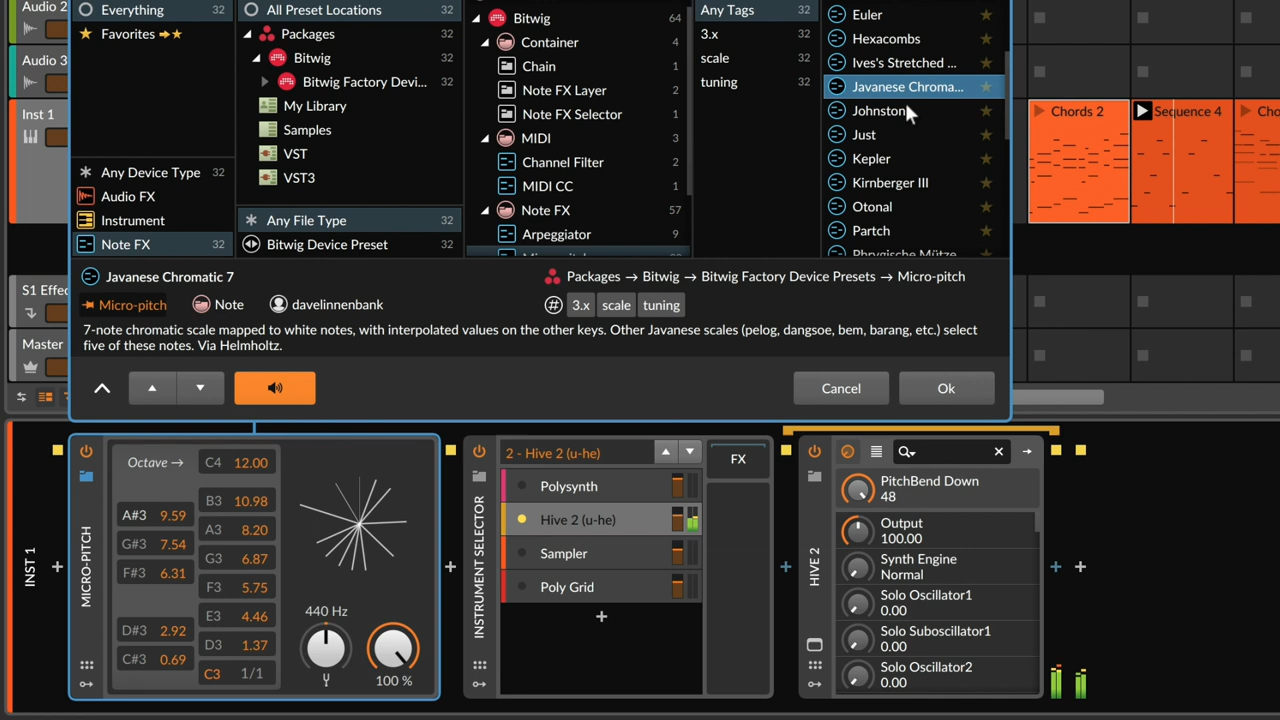 Audio 2
Audio 3
Inst 1
S1 Effe
Master
Everything 32
Favorites
Any Device Type 32
Audio FX
Instrument
Note FX 32
All Preset Locations 32
Packages 32
Bitwig 32
Bitwig Factory Devi... 32
My Library
Samples
VST
VST3
Any File Type 32
Bitwig Device Preset 32
Bitwig 64
Container 4
Chain 1
Note FX Layer 2
Note FX Selector 1
MIDI 3
Channel Filter 2
MIDI CC 1
Note FX 57
Arpeggiator 9
Any Tags 32
3.x 32
scale 32
tuning 32
Euler
Hexacombs
Ives's Stretched ...
Javanese Chroma...
Johnston
Just
Kepler
Kirnberger III
Otonal
Partch
Phrygische Mütze
Chords 2
Sequence 4
Cho
Javanese Chromatic 7
Packages → Bitwig → Bitwig Factory Device Presets → Micro-pitch
Micro-pitch
Note
davelinnenbank
# 3.x scale tuning
7-note chromatic scale mapped to white notes, with interpolated values on the other keys. Other Javanese scales (pelog, dangsoe, bem, barang, etc.) select
five of these notes. Via Helmholtz.
Cancel
Ok
INST 1
MICRO-PITCH
Octave →
C4 12.00
B3 10.98
A#3 9.59
A3 8.20
G#3 7.54
G3 6.87
F#3 6.31
F3 5.75
E3 4.46
D#3 2.92
D3 1.37
C#3 0.69
C3 1/1
440 Hz
100 %
INSTRUMENT SELECTOR
2 - Hive 2 (u-he)
Polysynth
Hive 2 (u-he)
Sampler
Poly Grid
FX
HIVE 2
PitchBend Down
48
Output
100.00
Synth Engine
Normal
Solo Oscillator1
0.00
Solo Suboscillator1
0.00
Solo Oscillator2
0.00